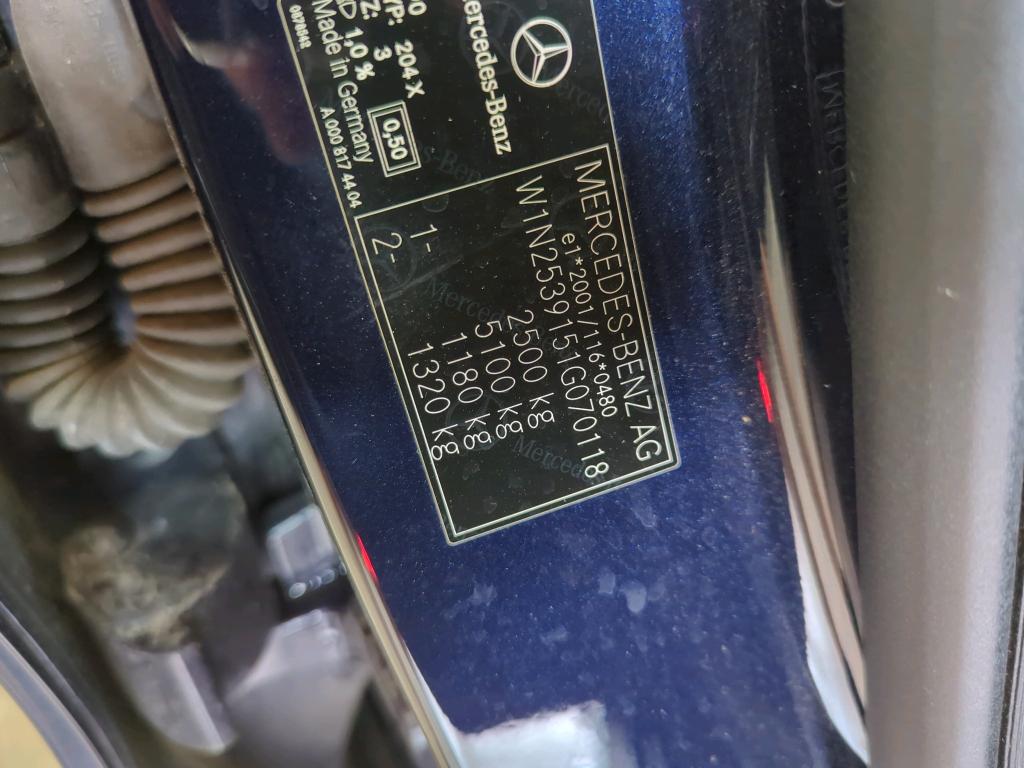 Mercedes-Benz
MERCEDES-BENZ AG
e1*2001/116*0480
W1N2539151G070118
2500 kg
5100 kg
1- 1180 kg
2- 1320 kg
204 X
3
1,0 %
0,50
Made in Germany
A 000 817 44 04